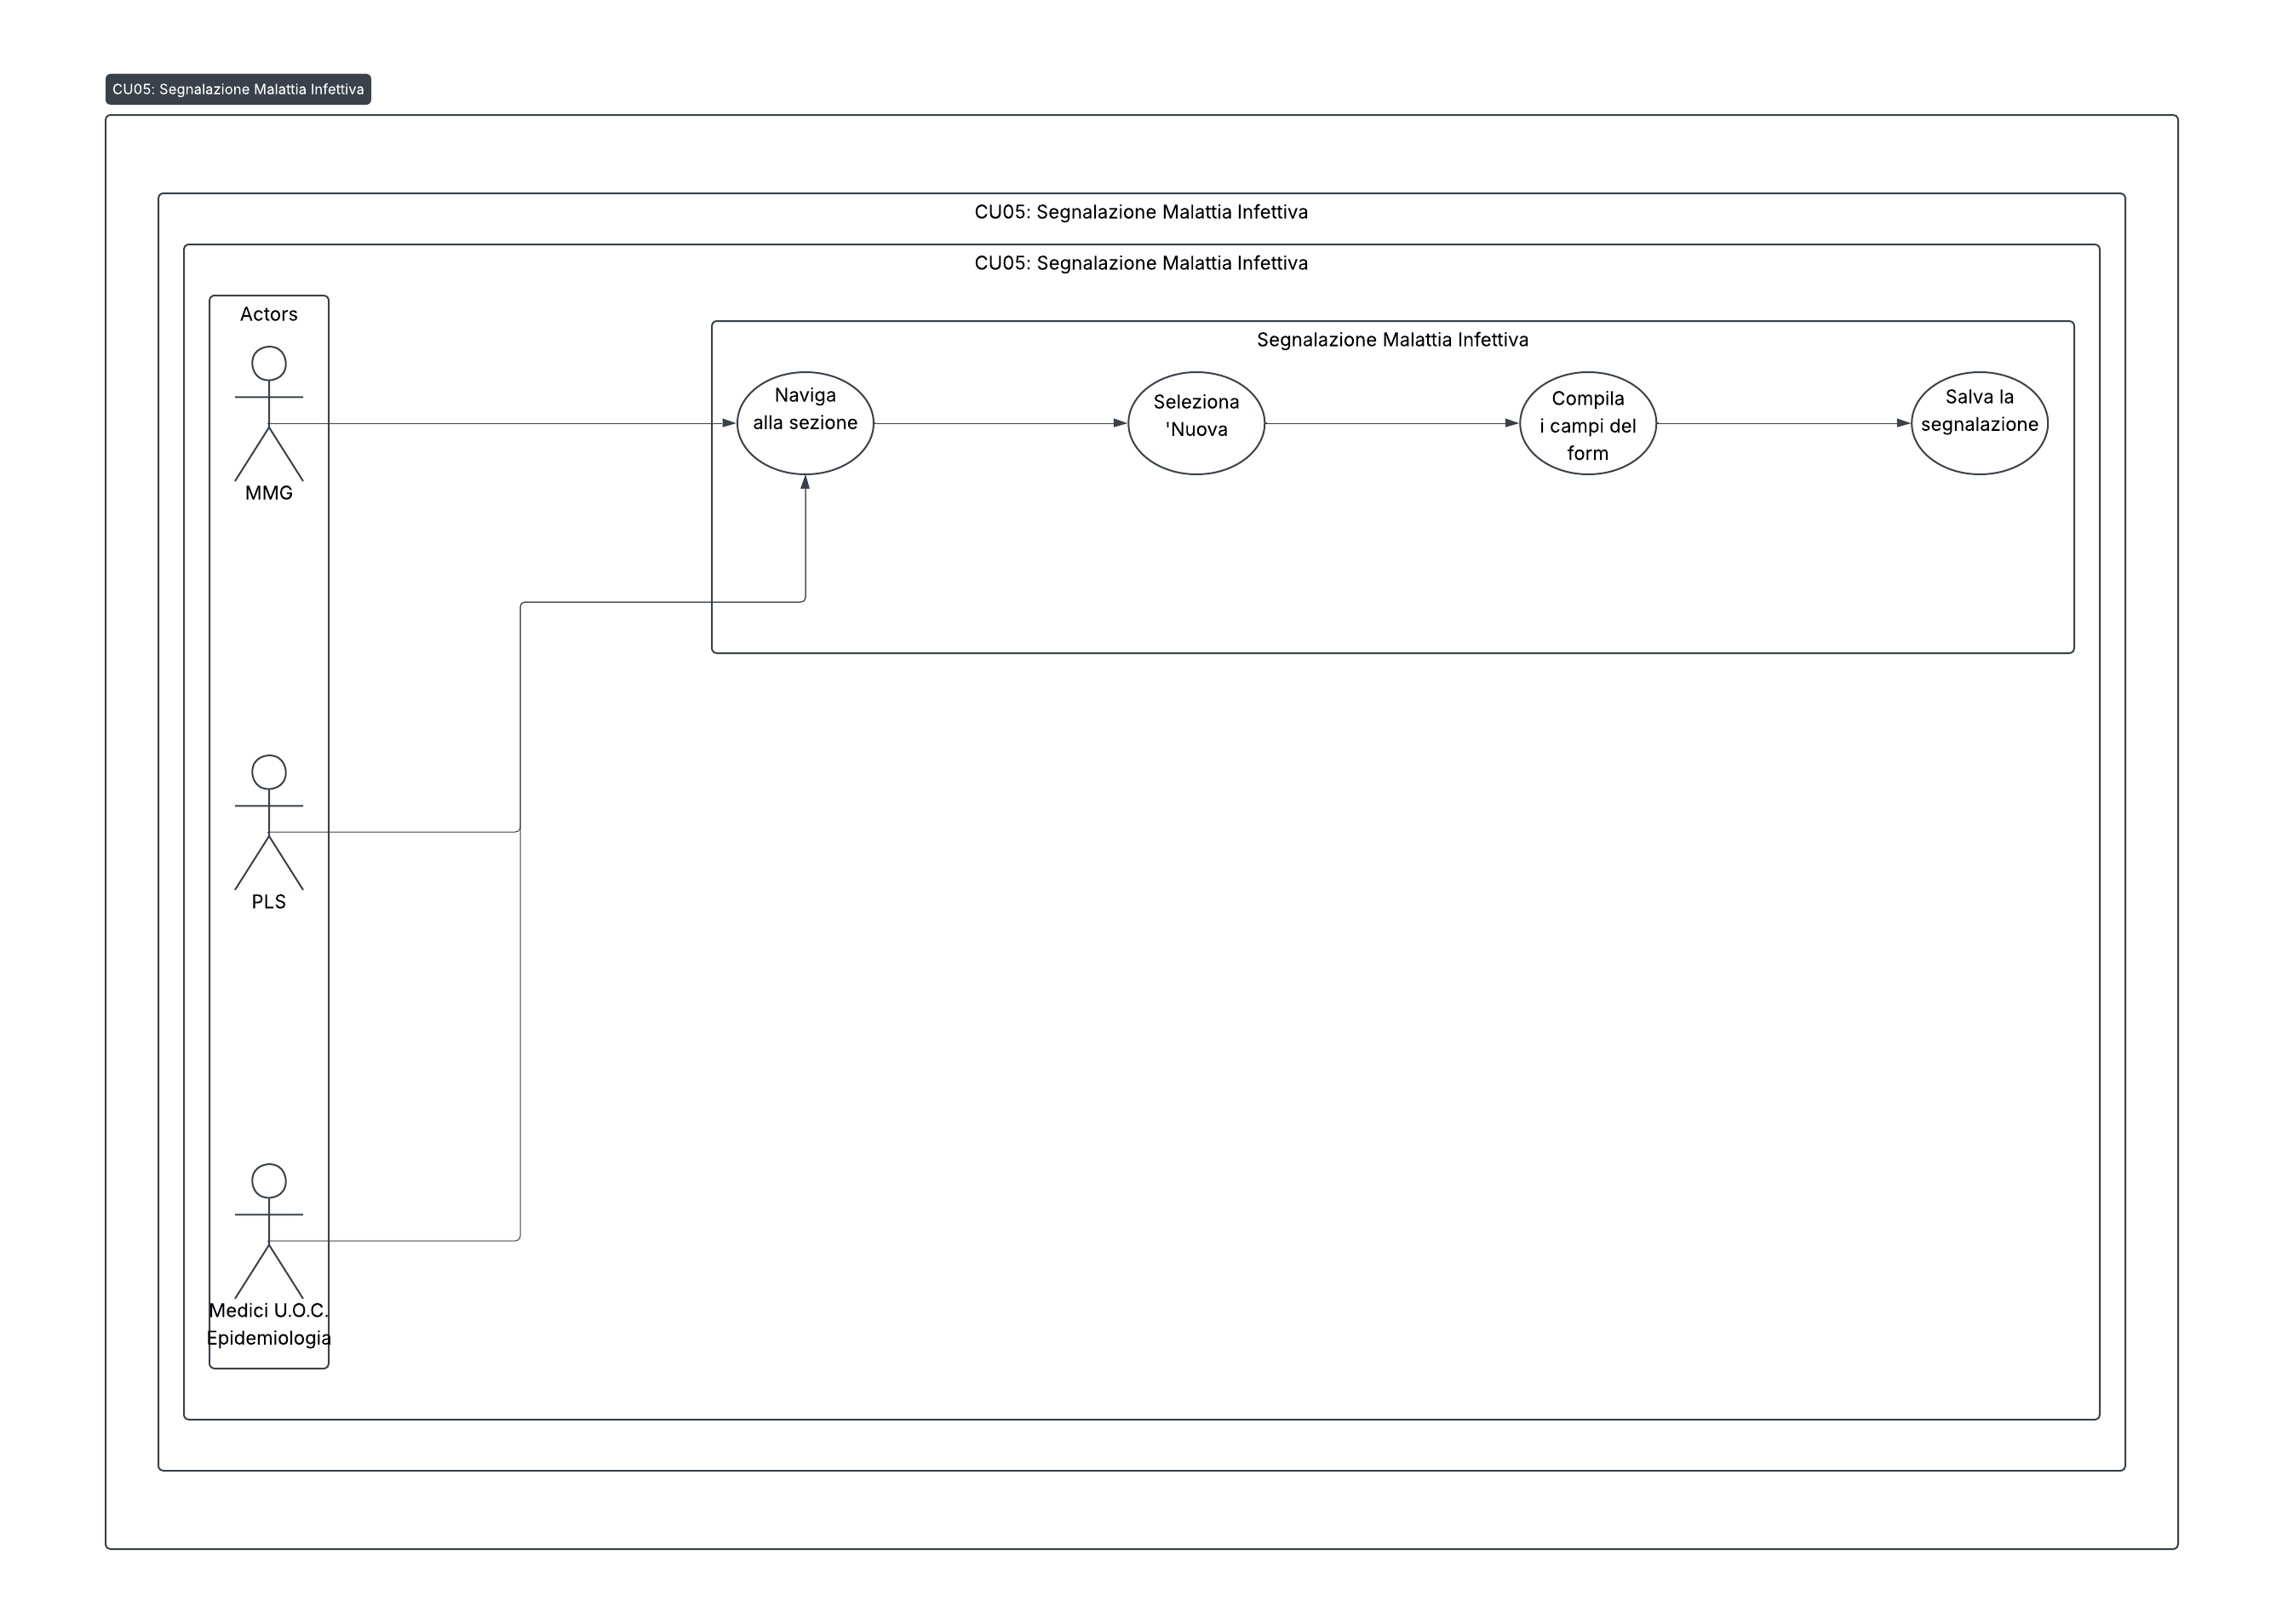 CU05: Segnalazione Malattia Infettiva
CU05: Segnalazione Malattia Infettiva
CU05: Segnalazione Malattia Infettiva
Actors
Segnalazione Malattia Infettiva
Naviga
alla sezione
Seleziona
'Nuova
Compila
i campi del
form
Salva la
segnalazione
MMG
PLS
Medici U.O.C.
Epidemiologia